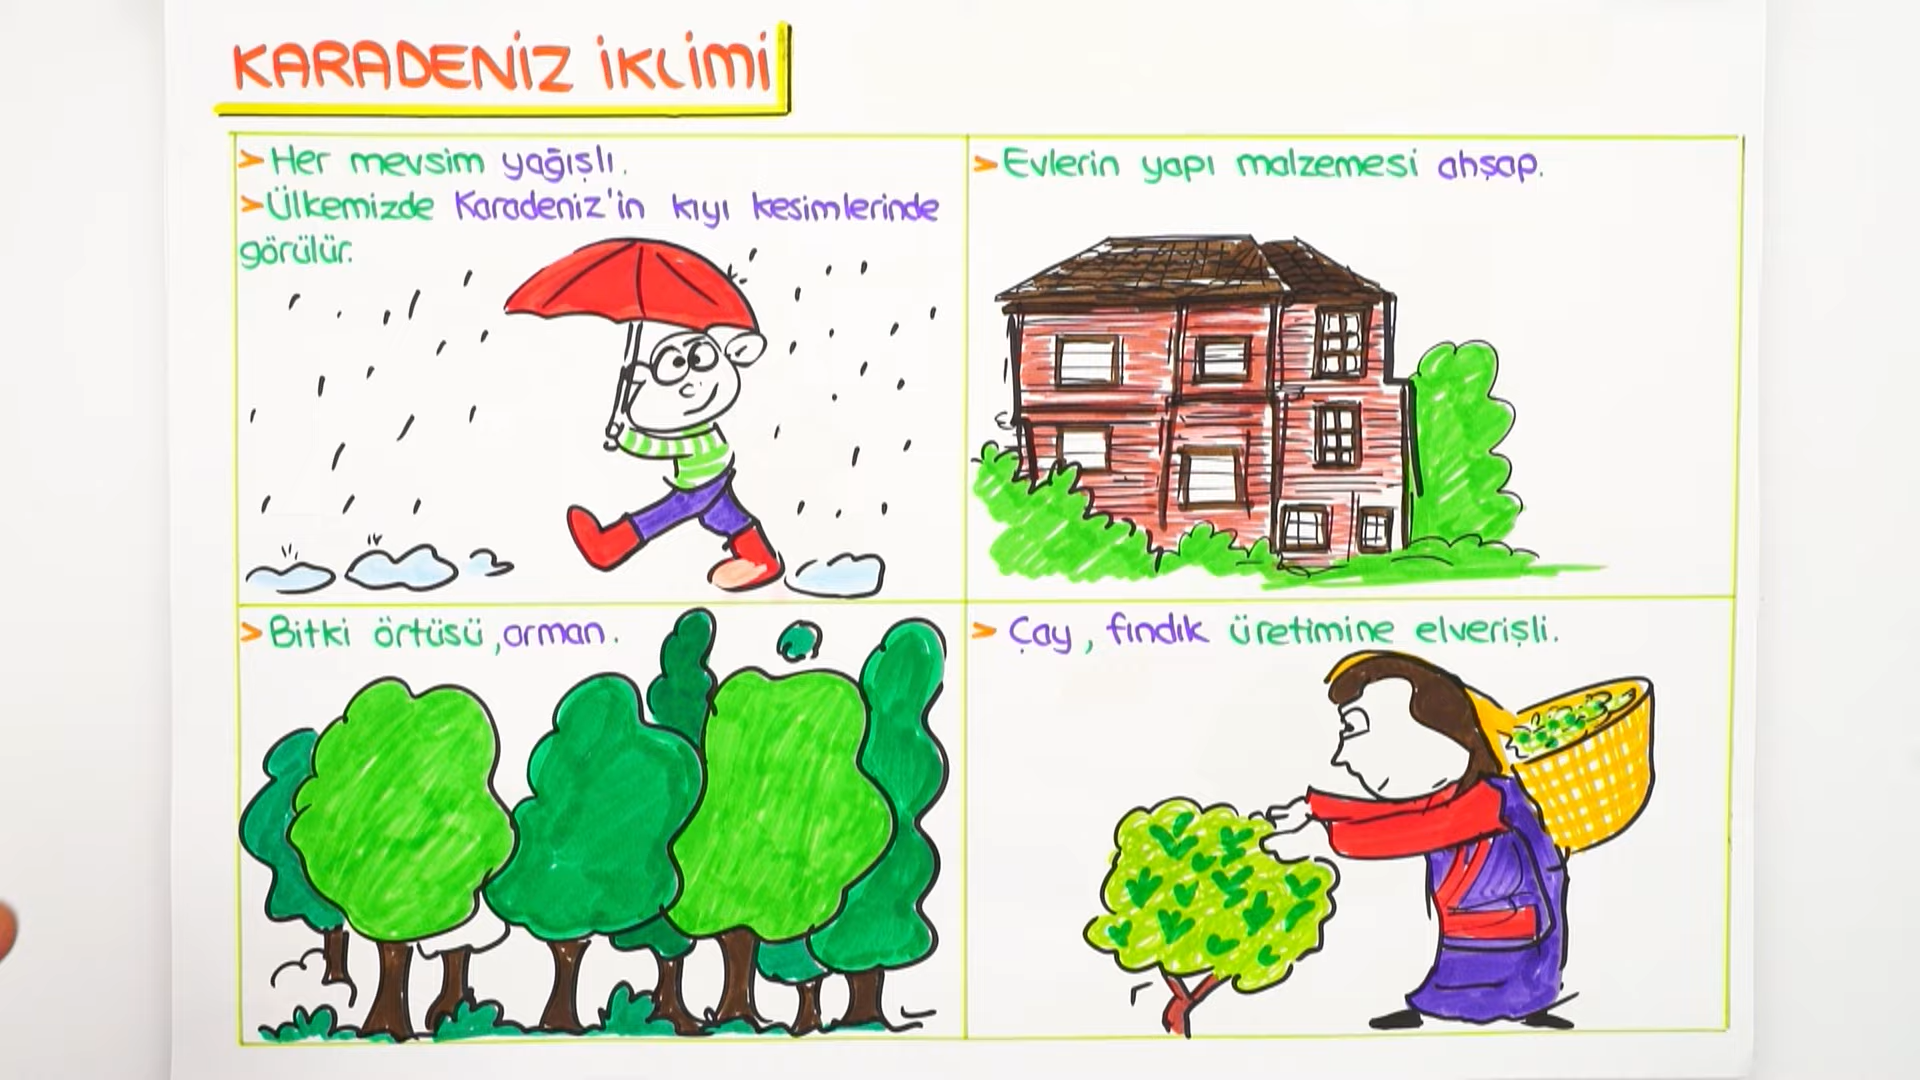 KARADENİZ İKLİMİ
> Her mevsim yağışlı.
> Ülkemizde Karadeniz'in kıyı kesimlerinde
görülür.
> Evlerin yapı malzemesi ahşap.
> Bitki örtüsü, orman.
> Çay, fındık üretimine elverişli.